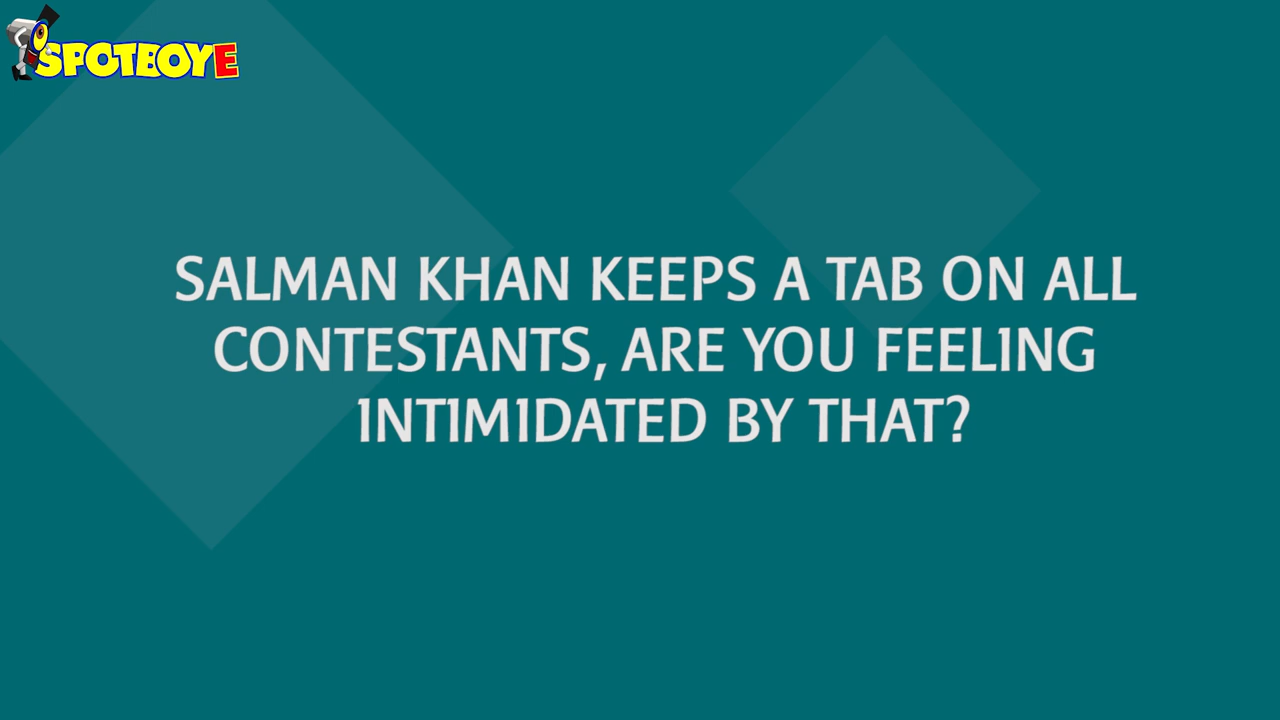 SPOTBOYE
SALMAN KHAN KEEPS A TAB ON ALL
CONTESTANTS, ARE YOU FEELING
INTIMIDATED BY THAT?